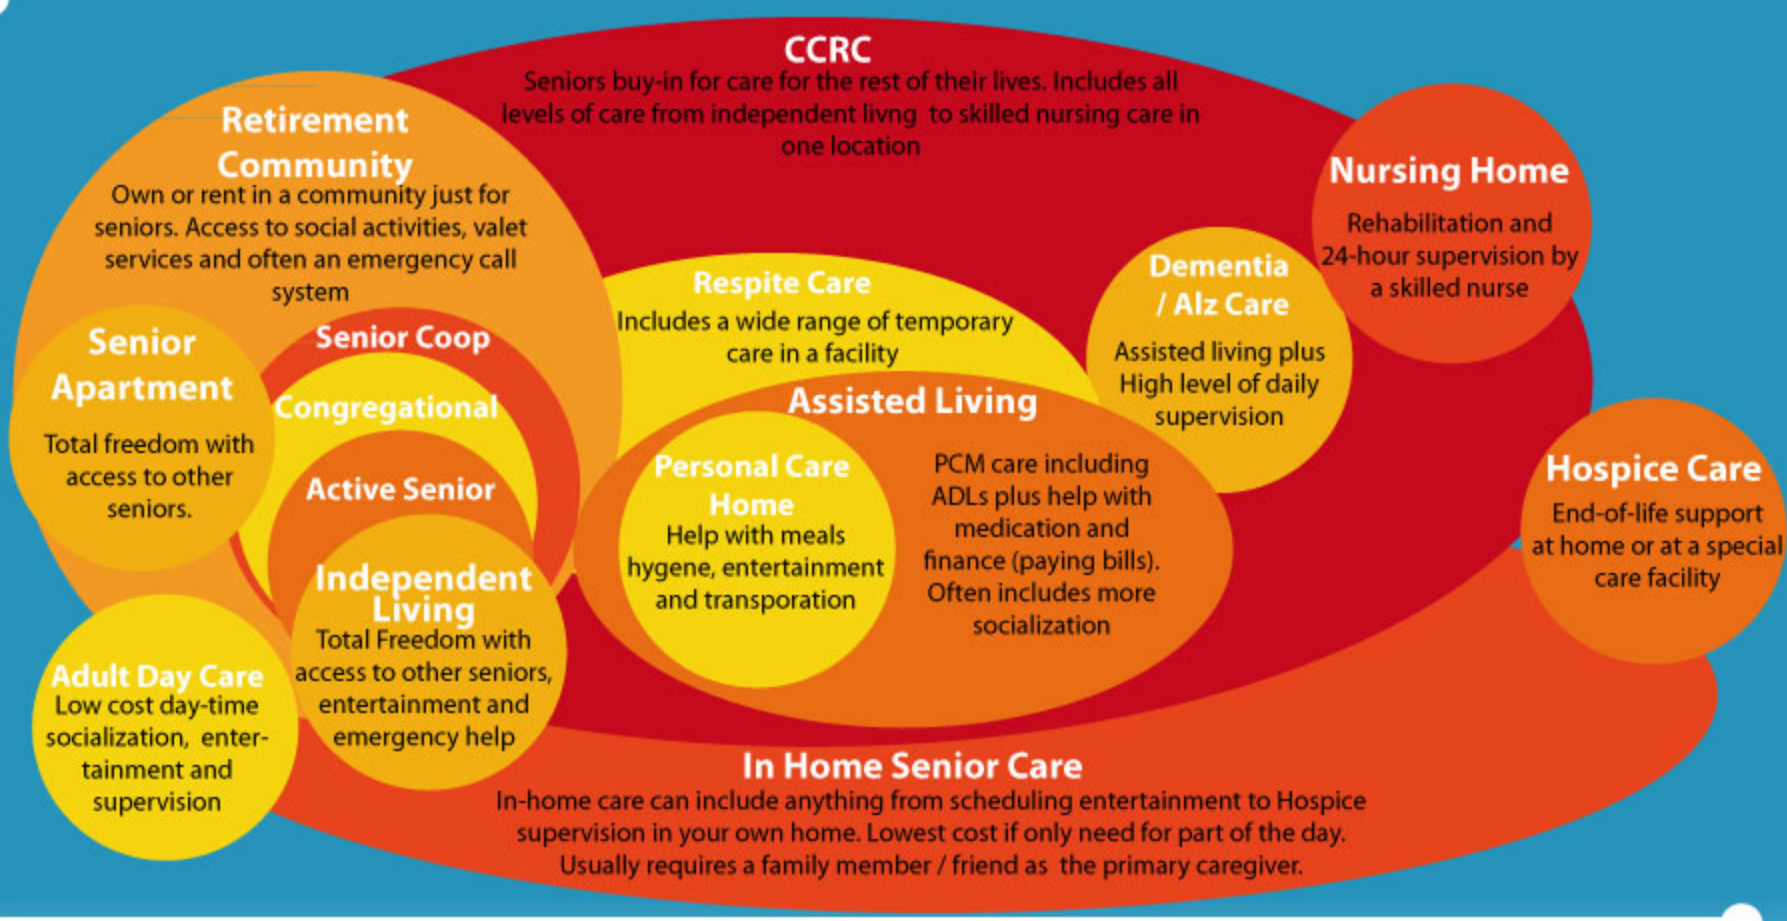 CCRC
Seniors buy-in for care for the rest of their lives. Includes all
levels of care from independent livng to skilled nursing care in
one location
Retirement
Community
Own or rent in a community just for
seniors. Access to social activities, valet
services and often an emergency call
system
Nursing Home
Rehabilitation and
24-hour supervision by
a skilled nurse
Dementia
/ Alz Care
Assisted living plus
High level of daily
supervision
Respite Care
Includes a wide range of temporary
care in a facility
Senior
Apartment
Total freedom with
access to other
seniors.
Senior Coop
Congregational
Active Senior
Independent
Living
Total Freedom with
access to other seniors,
entertainment and
emergency help
Assisted Living
PCM care including
ADLs plus help with
medication and
finance (paying bills).
Often includes more
socialization
Personal Care
Home
Help with meals
hygene, entertainment
and transporation
Hospice Care
End-of-life support
at home or at a special
care facility
Adult Day Care
Low cost day-time
socialization, enter-
tainment and
supervision
In Home Senior Care
In-home care can include anything from scheduling entertainment to Hospice
supervision in your own home. Lowest cost if only need for part of the day.
Usually requires a family member / friend as the primary caregiver.